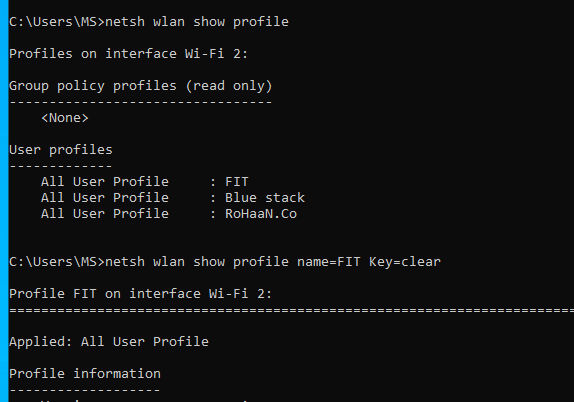 C:\Users\MS>netsh wlan show profile
Profiles on interface Wi-Fi 2:
Group policy profiles (read only)
---------------------------------
    <None>
User profiles
-------------
    All User Profile     : FIT
    All User Profile     : Blue stack
    All User Profile     : RoHaaN.Co
C:\Users\MS>netsh wlan show profile name=FIT Key=clear
Profile FIT on interface Wi-Fi 2:
=======================================================================
Applied: All User Profile
Profile information
-------------------